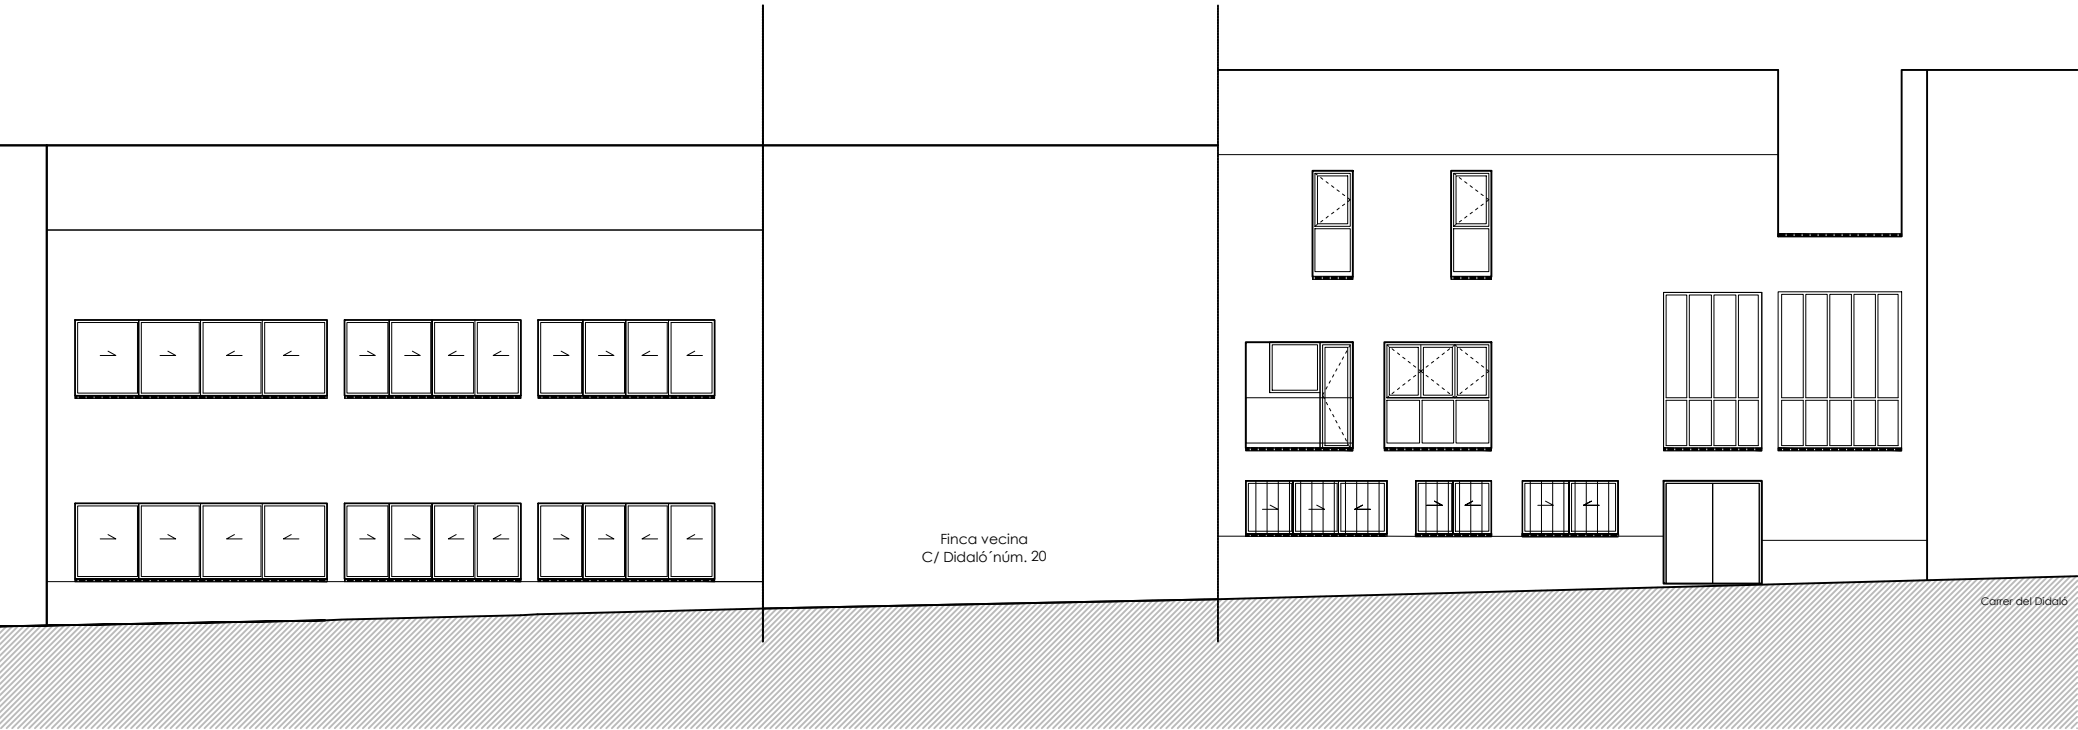 Finca vecina
C/ Didaló´núm. 20
Carrer del Didaló